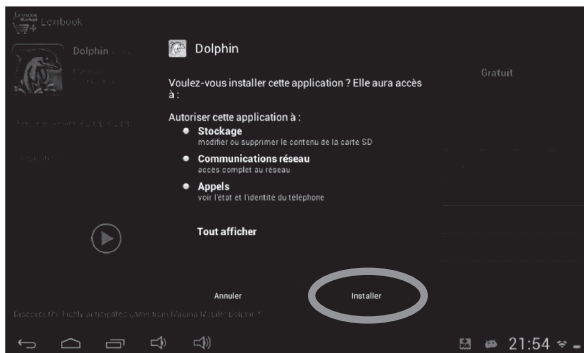 Lexibook
Dolphin
Dolphin
Gratuit
Voulez-vous installer cette application ? Elle aura accès
à :
Autoriser cette application à :
Stockage
modifier ou supprimer le contenu de la carte SD
Communications réseau
accès complet au réseau
Appels
voir l'état et l'identité du téléphone
Tout afficher
Annuler
Installer
21:54